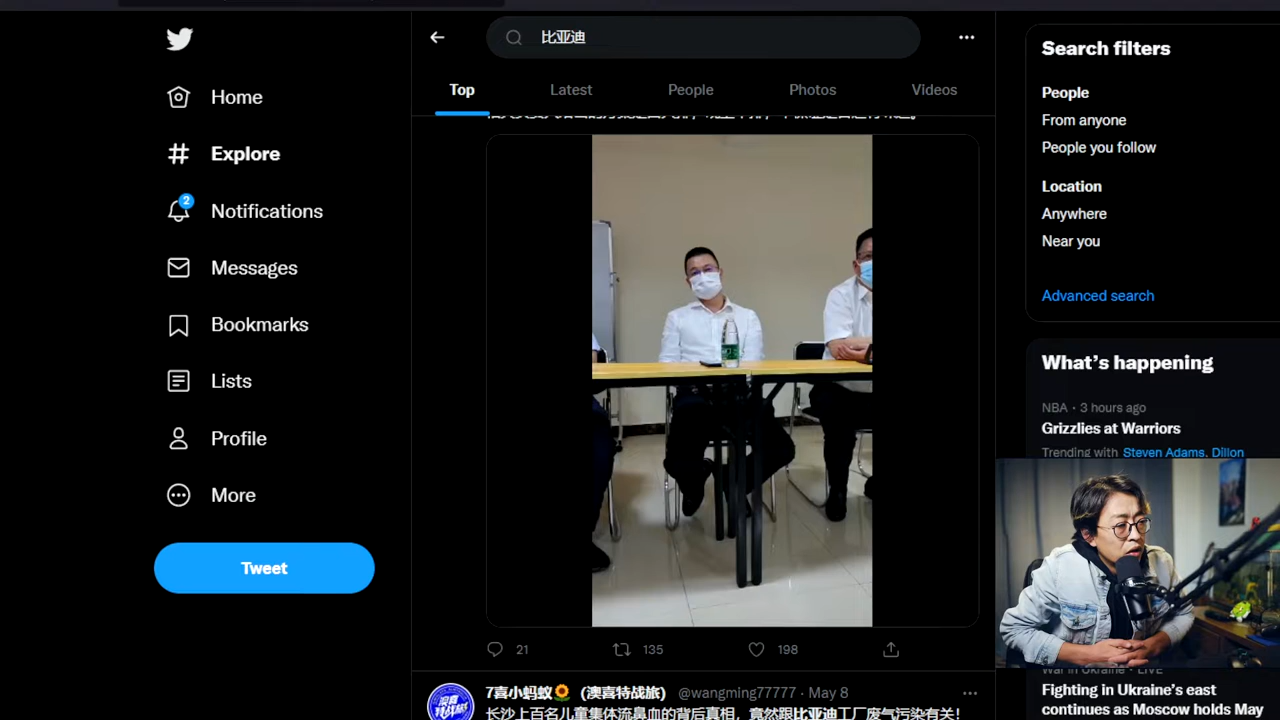 比亚迪
Top
Latest
People
Photos
Videos
Home
Explore
2
Notifications
Messages
Bookmarks
Lists
Profile
More
Tweet
21
135
198
7喜小蚂蚁🌻 (澳喜特战旅) @wangming77777 · May 8
长沙上百名儿童集体流鼻血的背后真相，竟然跟比亚迪工厂废气污染有关！
Search filters
People
From anyone
People you follow
Location
Anywhere
Near you
Advanced search
What's happening
NBA · 3 hours ago
Grizzlies at Warriors
Trending with Steven Adams, Dillon
War in Ukraine · LIVE
Fighting in Ukraine's east
continues as Moscow holds May